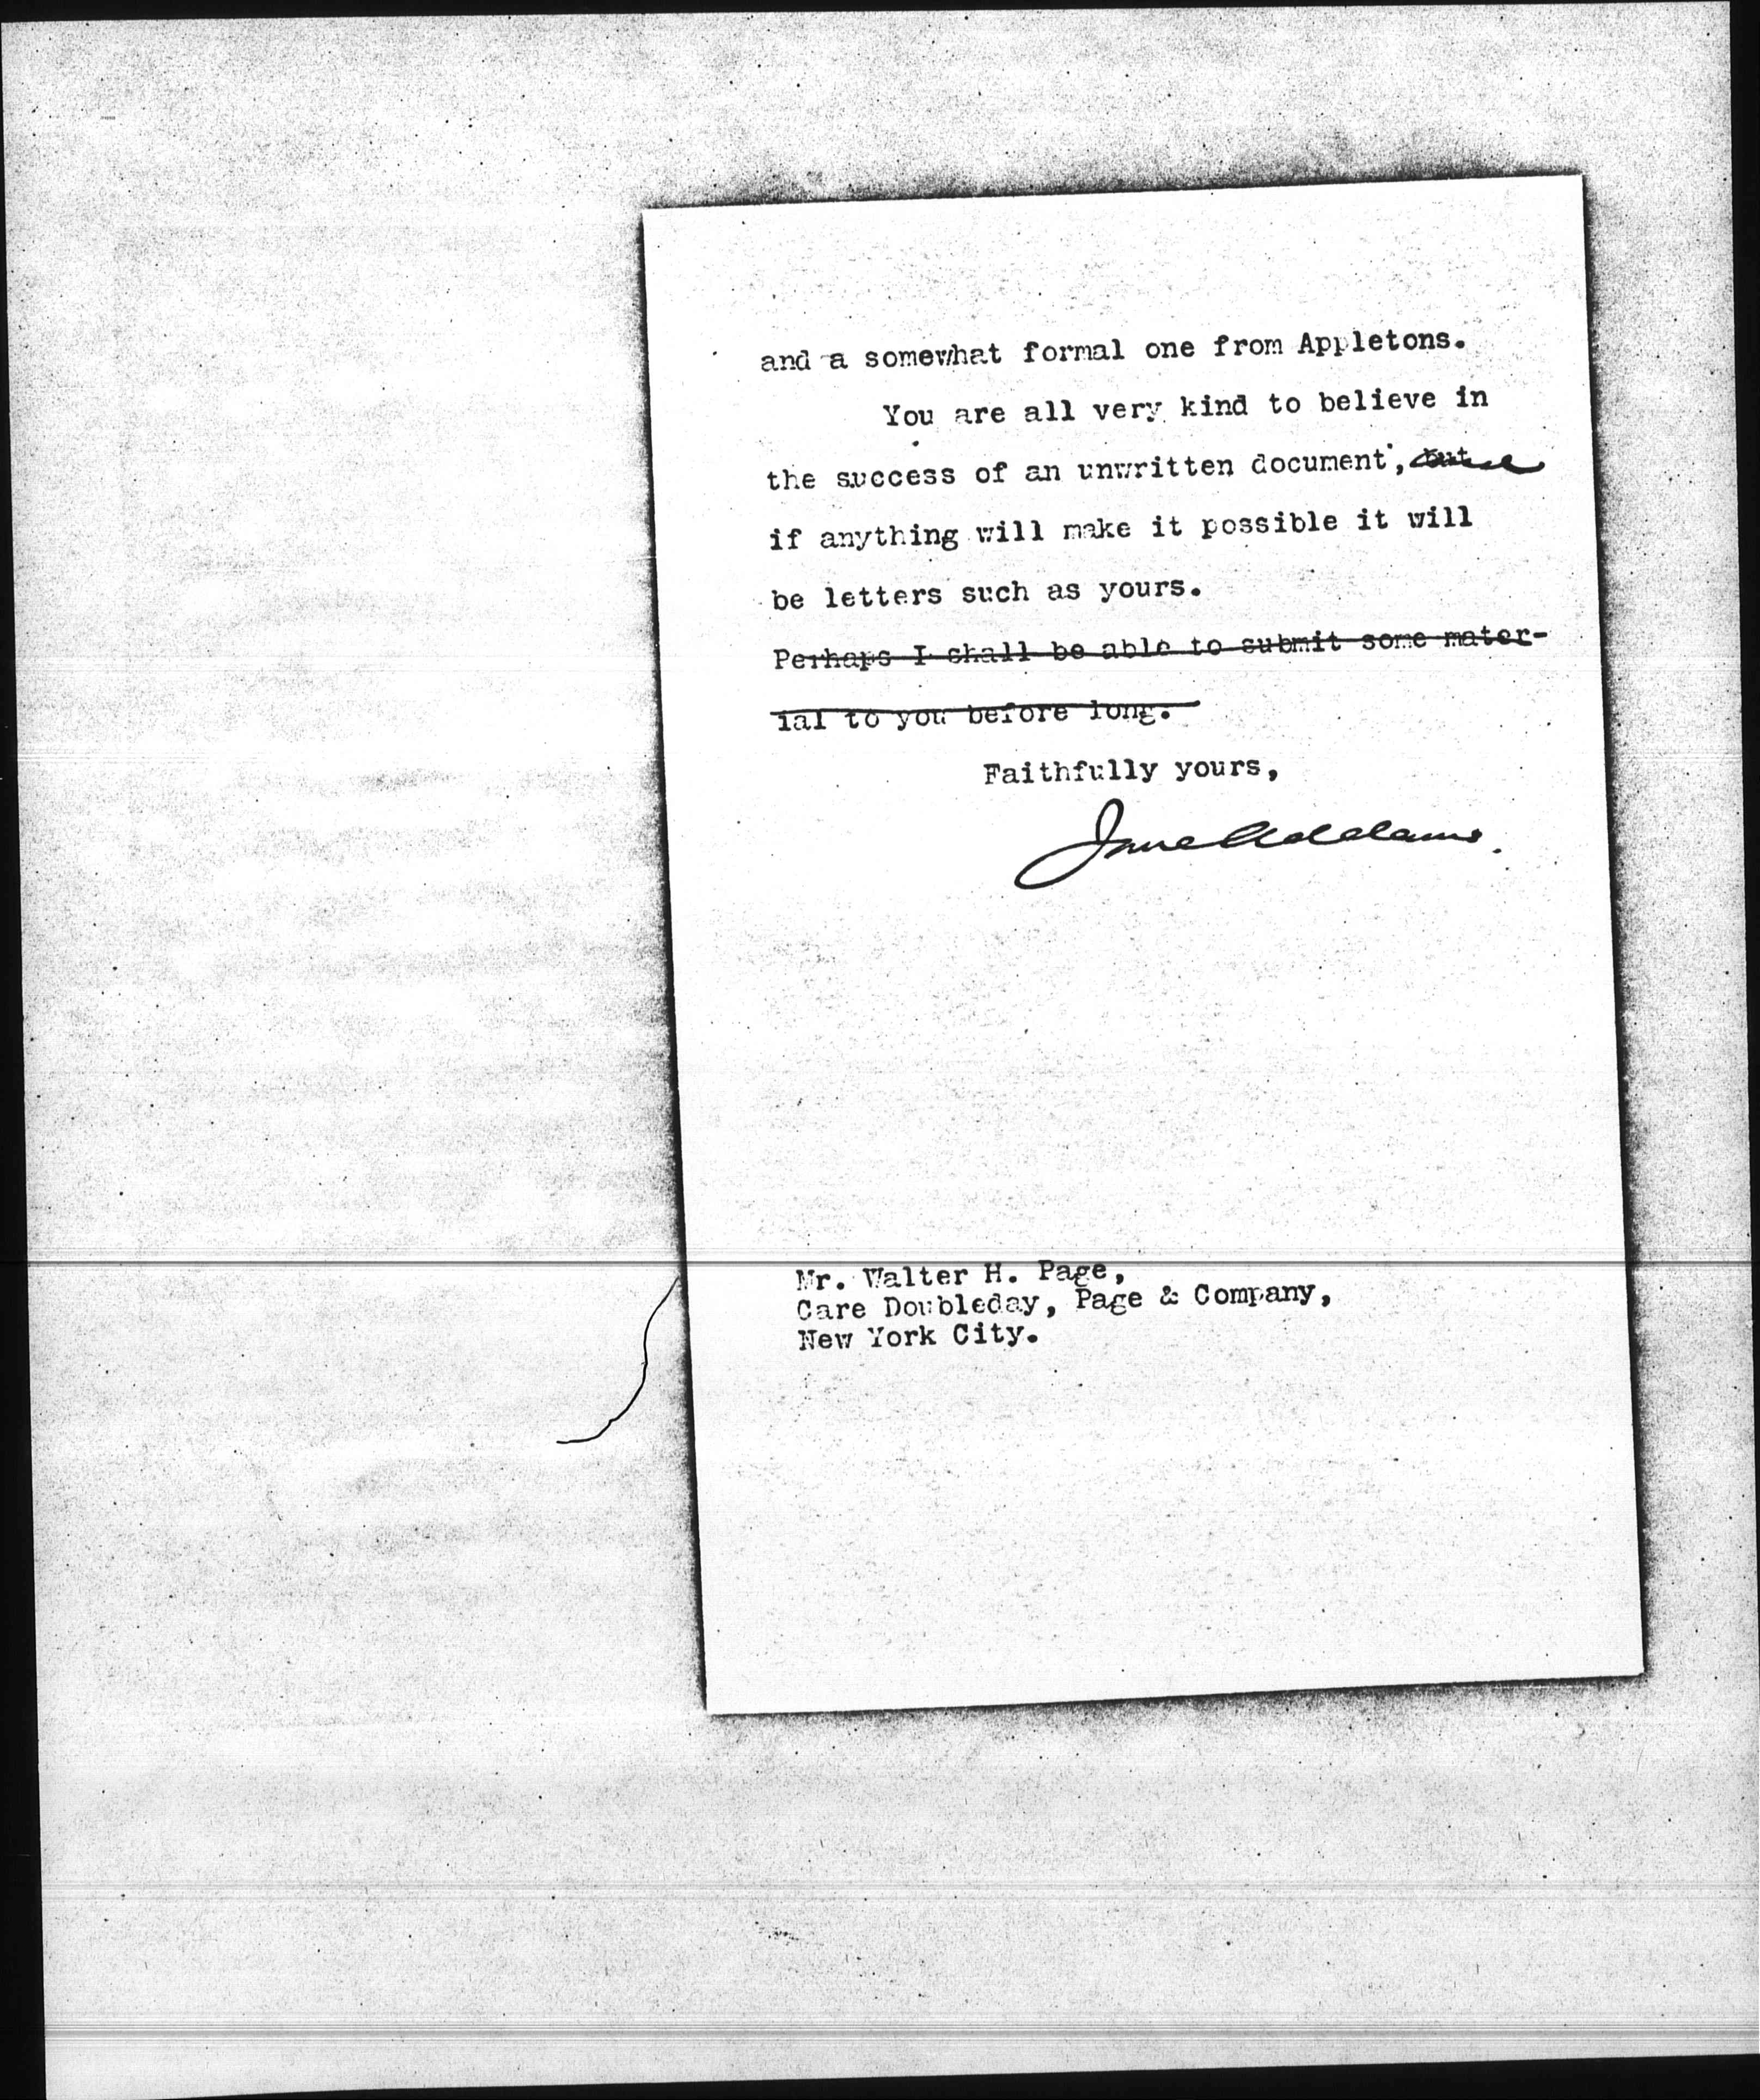 and a somewhat formal one from Appletons.
You are all very kind to believe in
the success of an unwritten document, but
if anything will make it possible it will
be letters such as yours.
Perhaps I shall be able to submit some mater-
ial to you before long.
Faithfully yours,
Jane Addams.
Mr. Walter H. Page,
Care Doubleday, Page & Company,
New York City.